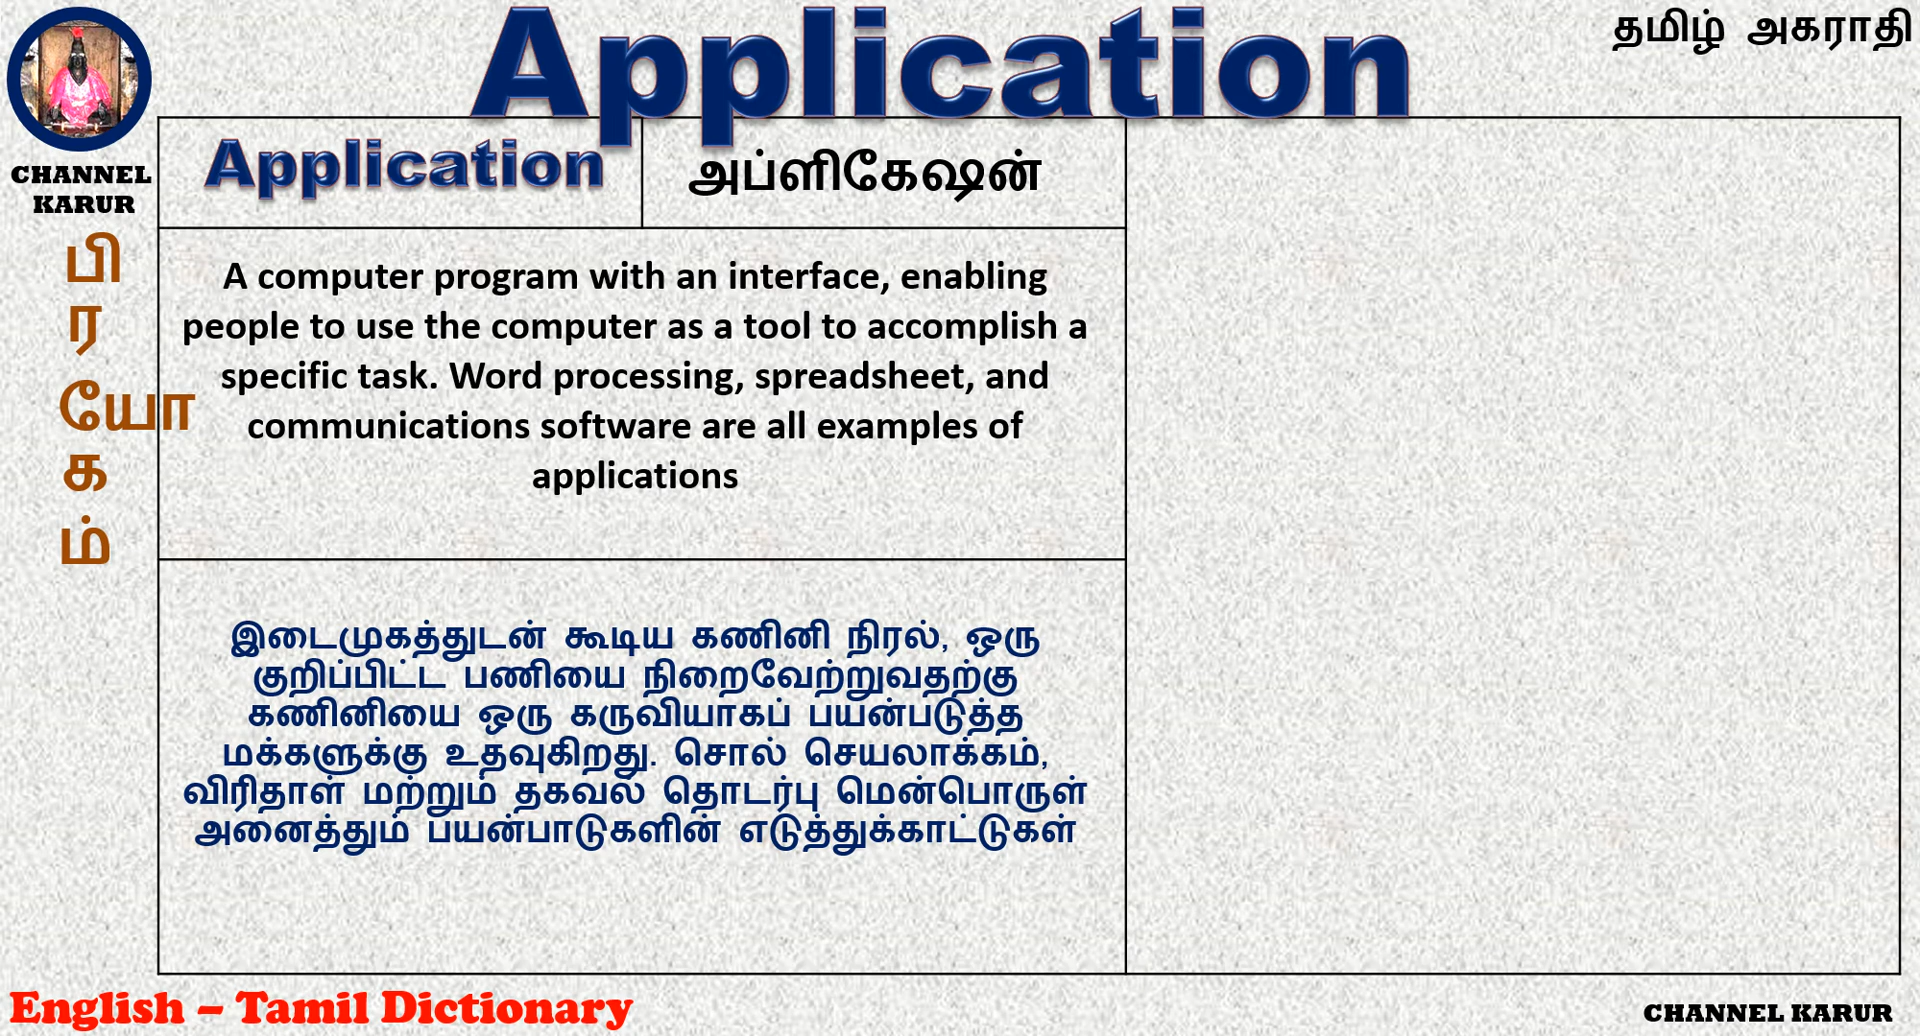 Application
தமிழ் அகராதி
CHANNEL
KARUR
Application
அப்ளிகேஷன்
பி
ர
யோ
க
ம்
A computer program with an interface, enabling
people to use the computer as a tool to accomplish a
specific task. Word processing, spreadsheet, and
communications software are all examples of
applications
இடைமுகத்துடன் கூடிய கணினி நிரல், ஒரு
குறிப்பிட்ட பணியை நிறைவேற்றுவதற்கு
கணினியை ஒரு கருவியாகப் பயன்படுத்த
மக்களுக்கு உதவுகிறது. சொல் செயலாக்கம்,
விரிதாள் மற்றும் தகவல் தொடர்பு மென்பொருள்
அனைத்தும் பயன்பாடுகளின் எடுத்துக்காட்டுகள்
English – Tamil Dictionary
CHANNEL KARUR